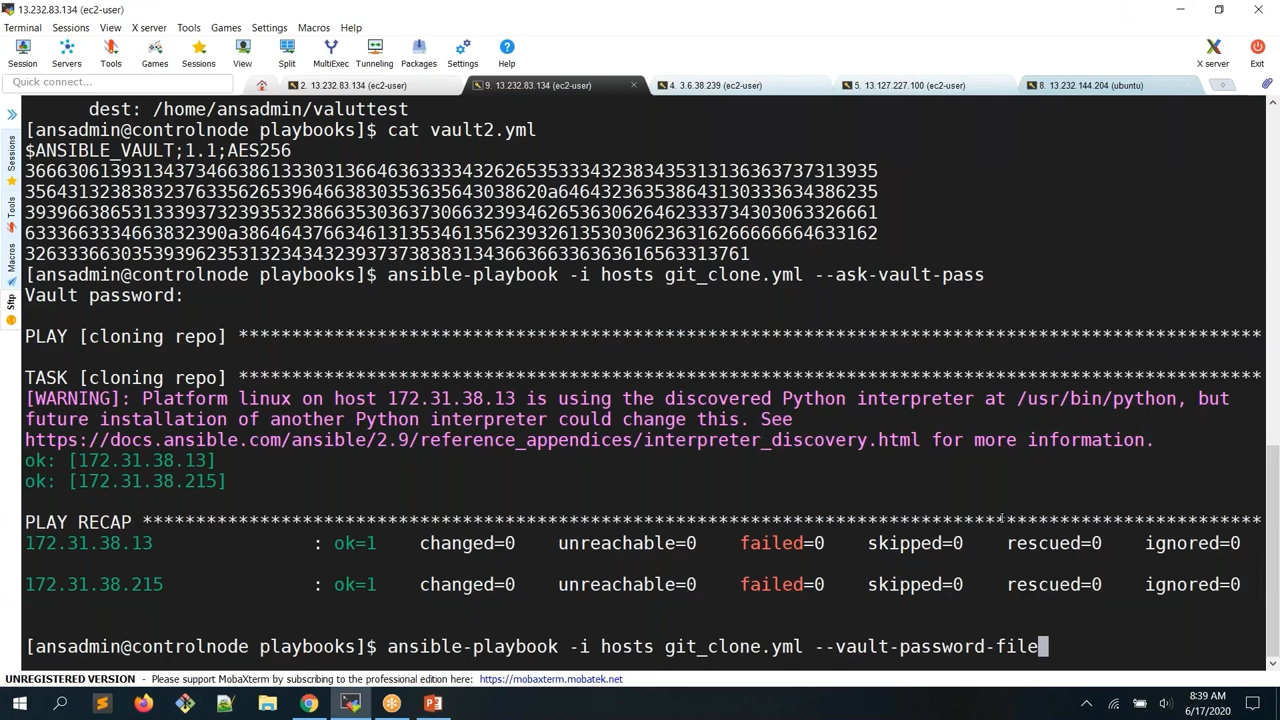 13.232.83.134 (ec2-user)
Terminal Sessions View X server Tools Games Settings Macros Help
Session Servers Tools Games Sessions View Split MultiExec Tunneling Packages Settings Help X server Exit
Quick connect... 2. 13.232.83.134 (ec2-user) 9. 13.232.83.134 (ec2-user) 4. 3.6.38.239 (ec2-user) 5. 13.127.227.100 (ec2-user) 8. 13.232.144.204 (ubuntu)
Sessions
Tools
Macros
Sftp
dest: /home/ansadmin/valuttest
[ansadmin@controlnode playbooks]$ cat vault2.yml
$ANSIBLE_VAULT;1.1;AES256
[ansadmin@controlnode playbooks]$ ansible-playbook -i hosts git_clone.yml --ask-vault-pass
Vault password:
PLAY [cloning repo] ************************************************************************************************
TASK [cloning repo] ************************************************************************************************
[WARNING]: Platform linux on host 172.31.38.13 is using the discovered Python interpreter at /usr/bin/python, but
future installation of another Python interpreter could change this. See
https://docs.ansible.com/ansible/2.9/reference_appendices/interpreter_discovery.html for more information.
ok: [172.31.38.13]
ok: [172.31.38.215]
PLAY RECAP *********************************************************************************************************
172.31.38.13 : ok=1 changed=0 unreachable=0 failed=0 skipped=0 rescued=0 ignored=0
172.31.38.215 : ok=1 changed=0 unreachable=0 failed=0 skipped=0 rescued=0 ignored=0
[ansadmin@controlnode playbooks]$ ansible-playbook -i hosts git_clone.yml --vault-password-file
UNREGISTERED VERSION - Please support MobaXterm by subscribing to the professional edition here: https://mobaxterm.mobatek.net
8:39 AM
6/17/2020